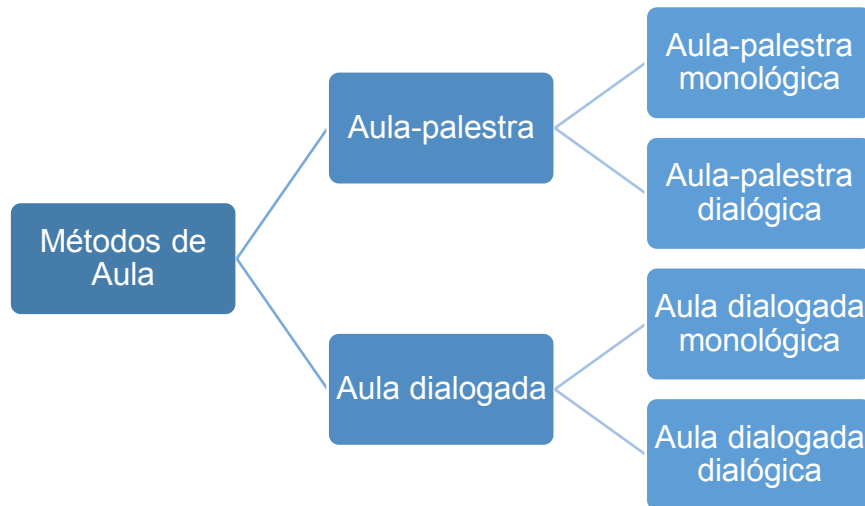 Métodos de
Aula
Aula-palestra
Aula dialogada
Aula-palestra
monológica
Aula-palestra
dialógica
Aula dialogada
monológica
Aula dialogada
dialógica